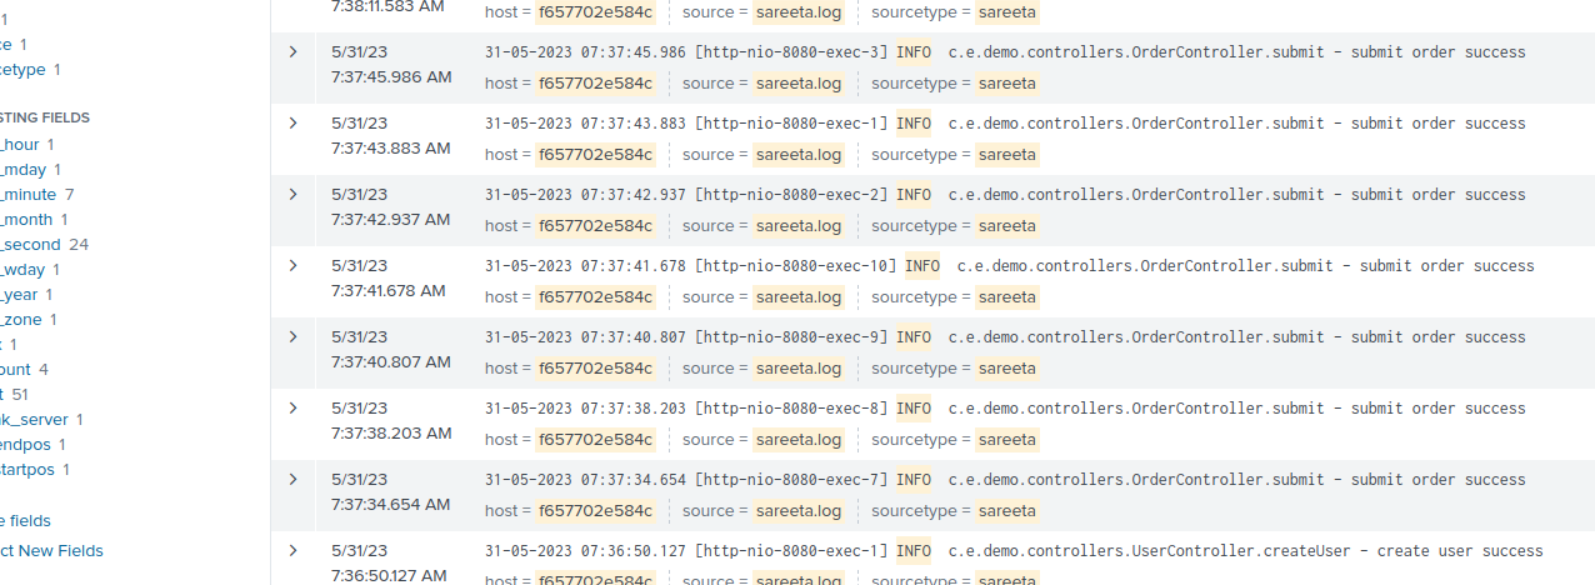 1
ce 1
cetype 1
STING FIELDS
_hour 1
_mday 1
_minute 7
_month 1
_second 24
_wday 1
_year 1
_zone 1
1
ount 4
t 51
nk_server 1
endpos 1
startpos 1
e fields
ct New Fields
7:38:11.583 AM
host = f657702e584c source = sareeta.log sourcetype = sareeta
5/31/23 31-05-2023 07:37:45.986 [http-nio-8080-exec-3] INFO c.e.demo.controllers.OrderController.submit - submit order success
7:37:45.986 AM host = f657702e584c source = sareeta.log sourcetype = sareeta
5/31/23 31-05-2023 07:37:43.883 [http-nio-8080-exec-1] INFO c.e.demo.controllers.OrderController.submit - submit order success
7:37:43.883 AM host = f657702e584c source = sareeta.log sourcetype = sareeta
5/31/23 31-05-2023 07:37:42.937 [http-nio-8080-exec-2] INFO c.e.demo.controllers.OrderController.submit - submit order success
7:37:42.937 AM host = f657702e584c source = sareeta.log sourcetype = sareeta
5/31/23 31-05-2023 07:37:41.678 [http-nio-8080-exec-10] INFO c.e.demo.controllers.OrderController.submit - submit order success
7:37:41.678 AM host = f657702e584c source = sareeta.log sourcetype = sareeta
5/31/23 31-05-2023 07:37:40.807 [http-nio-8080-exec-9] INFO c.e.demo.controllers.OrderController.submit - submit order success
7:37:40.807 AM host = f657702e584c source = sareeta.log sourcetype = sareeta
5/31/23 31-05-2023 07:37:38.203 [http-nio-8080-exec-8] INFO c.e.demo.controllers.OrderController.submit - submit order success
7:37:38.203 AM host = f657702e584c source = sareeta.log sourcetype = sareeta
5/31/23 31-05-2023 07:37:34.654 [http-nio-8080-exec-7] INFO c.e.demo.controllers.OrderController.submit - submit order success
7:37:34.654 AM host = f657702e584c source = sareeta.log sourcetype = sareeta
5/31/23 31-05-2023 07:36:50.127 [http-nio-8080-exec-1] INFO c.e.demo.controllers.UserController.createUser - create user success
7:36:50.127 AM host = f657702e584c source = sareeta.log sourcetype = sareeta